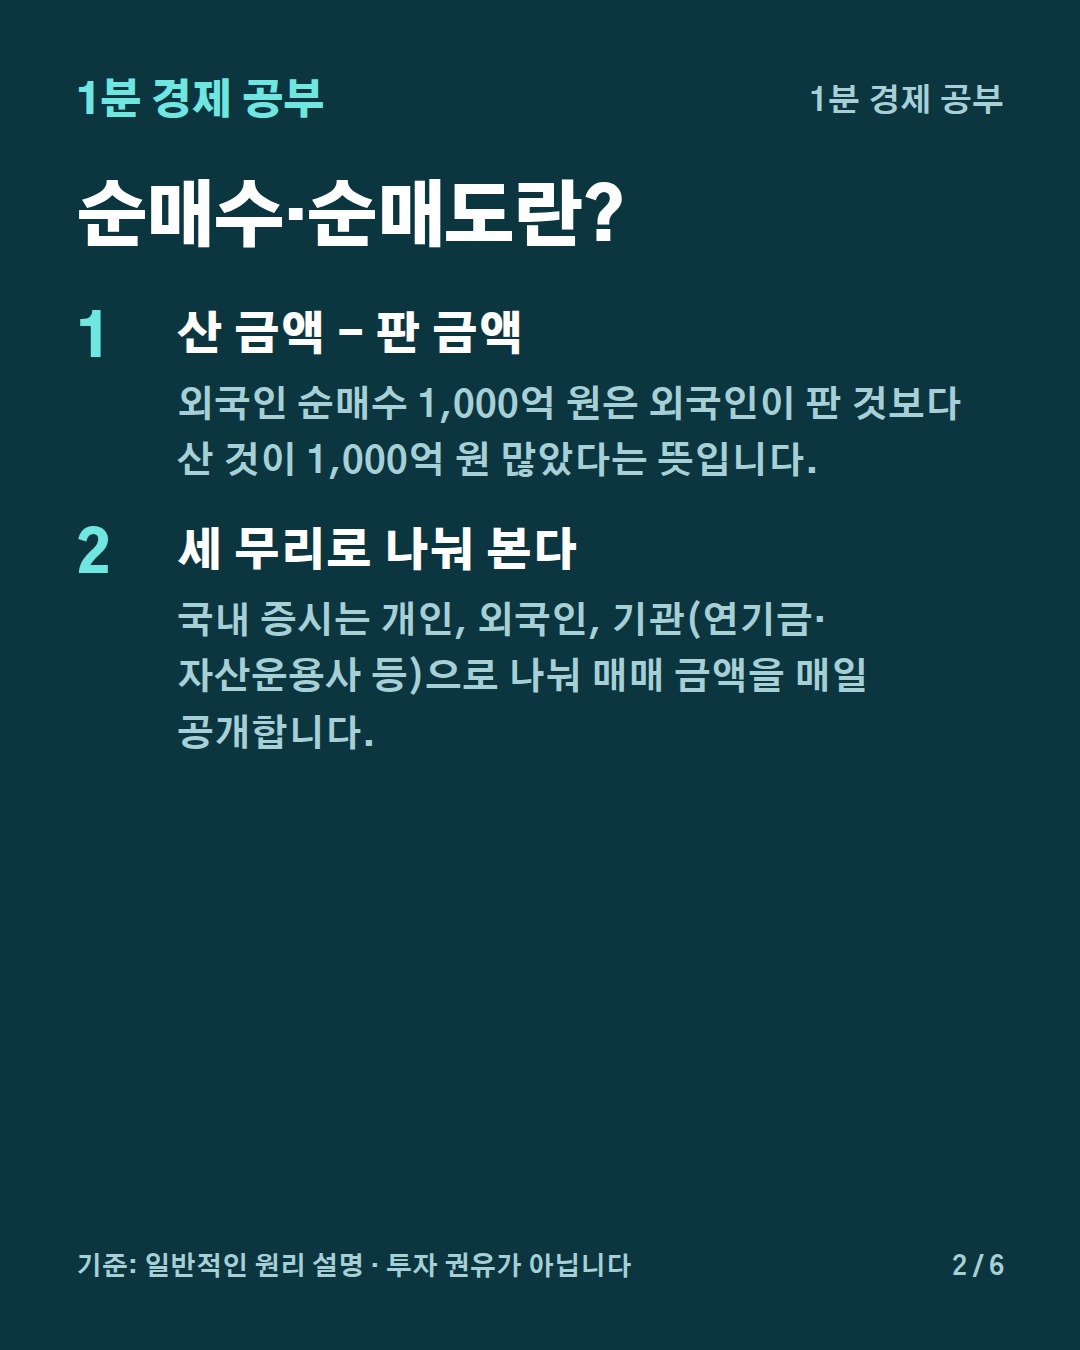 1분 경제 공부
1분 경제 공부
순매수·순매도란?
1
산 금액 – 판 금액
외국인 순매수 1,000억 원은 외국인이 판 것보다
산 것이 1,000억 원 많았다는 뜻입니다.
2
세 무리로 나눠 본다
국내 증시는 개인, 외국인, 기관(연기금·
자산운용사 등)으로 나눠 매매 금액을 매일
공개합니다.
기준: 일반적인 원리 설명 · 투자 권유가 아닙니다
2 / 6